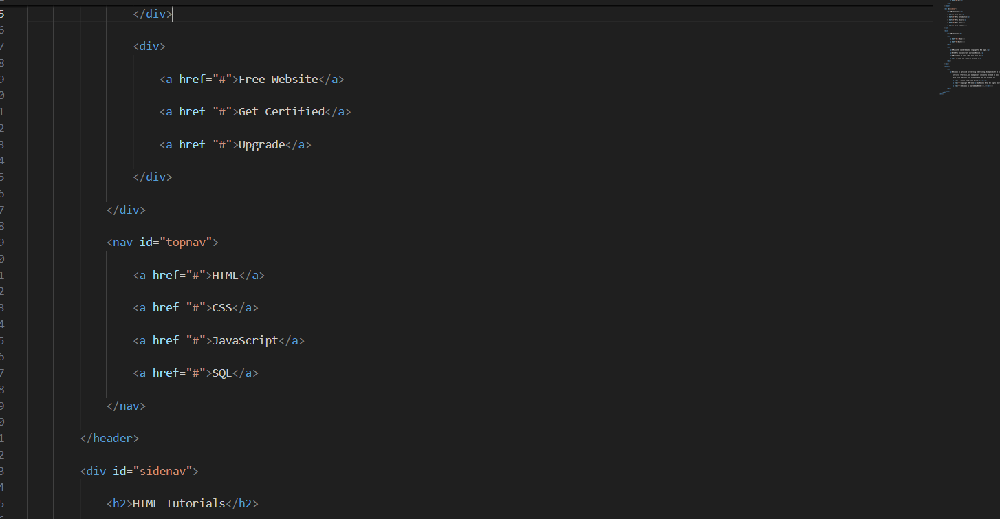 </div>
<div>
<a href="#">Free Website</a>
<a href="#">Get Certified</a>
<a href="#">Upgrade</a>
</div>
</div>
<nav id="topnav">
<a href="#">HTML</a>
<a href="#">CSS</a>
<a href="#">JavaScript</a>
<a href="#">SQL</a>
</nav>
</header>
<div id="sidenav">
<h2>HTML Tutorials</h2>